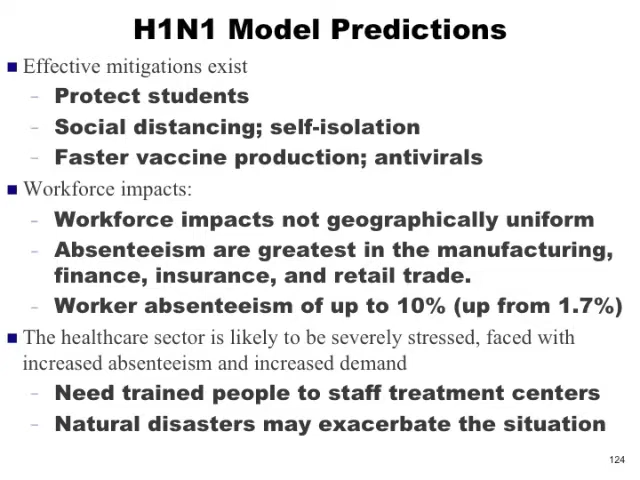 H1N1 Model Predictions
■ Effective mitigations exist
– Protect students
– Social distancing; self-isolation
– Faster vaccine production; antivirals
■ Workforce impacts:
– Workforce impacts not geographically uniform
– Absenteeism are greatest in the manufacturing,
finance, insurance, and retail trade.
– Worker absenteeism of up to 10% (up from 1.7%)
■ The healthcare sector is likely to be severely stressed, faced with
increased absenteeism and increased demand
– Need trained people to staff treatment centers
– Natural disasters may exacerbate the situation
124